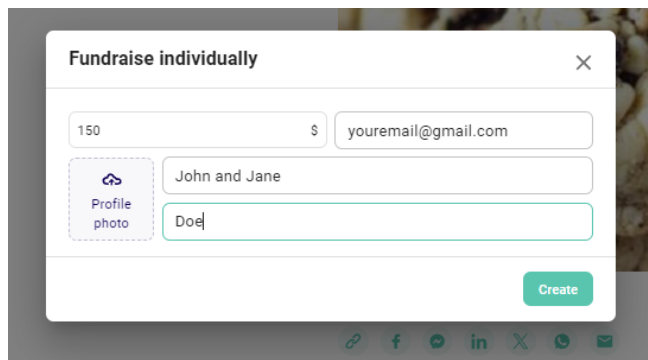 Fundraise individually
150 $
youremail@gmail.com
John and Jane
Profile
photo
Doe
Create